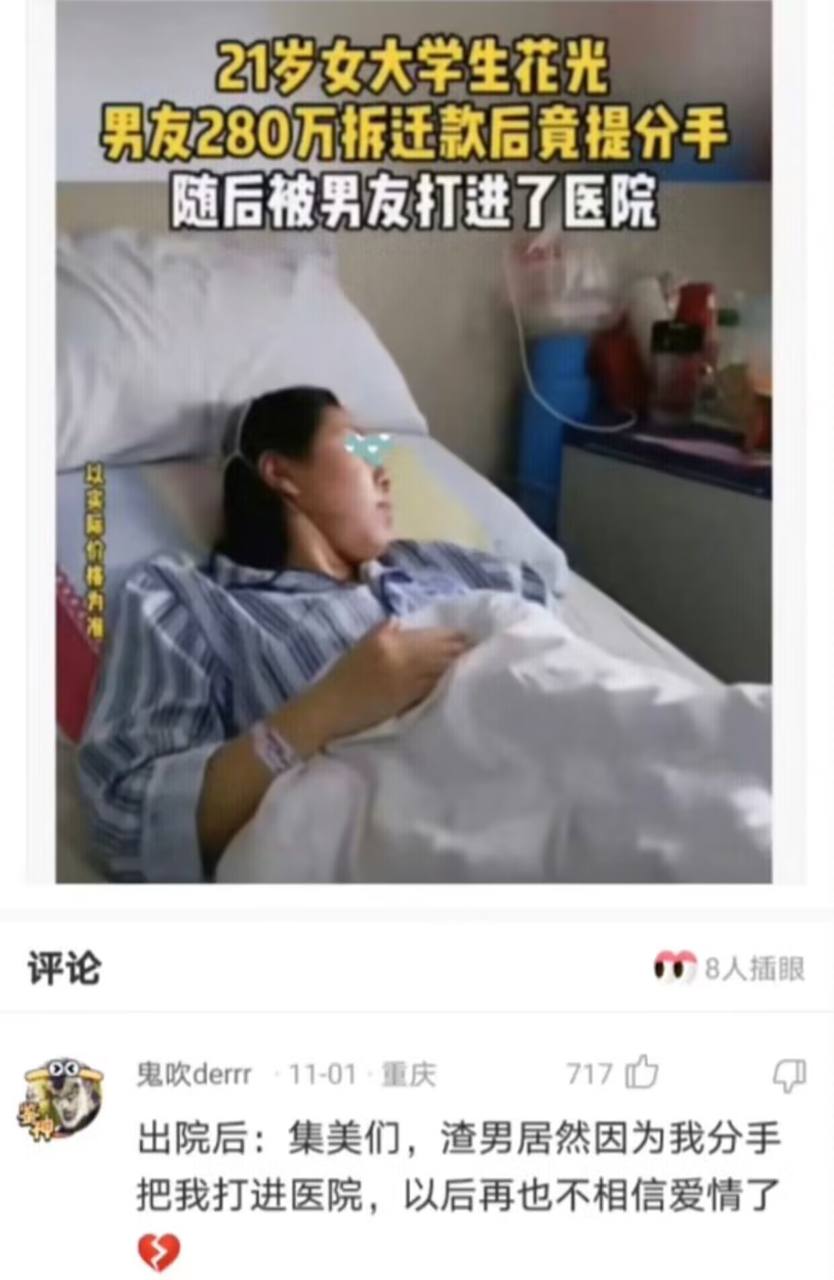 21岁女大学生花光
男友280万拆迁款后竟提分手
随后被男友打进了医院
以实际价格为准
评论
8人插眼
鬼吹derrr · 11-01 · 重庆
717
出院后：集美们，渣男居然因为我分手
把我打进医院，以后再也不相信爱情了
💔